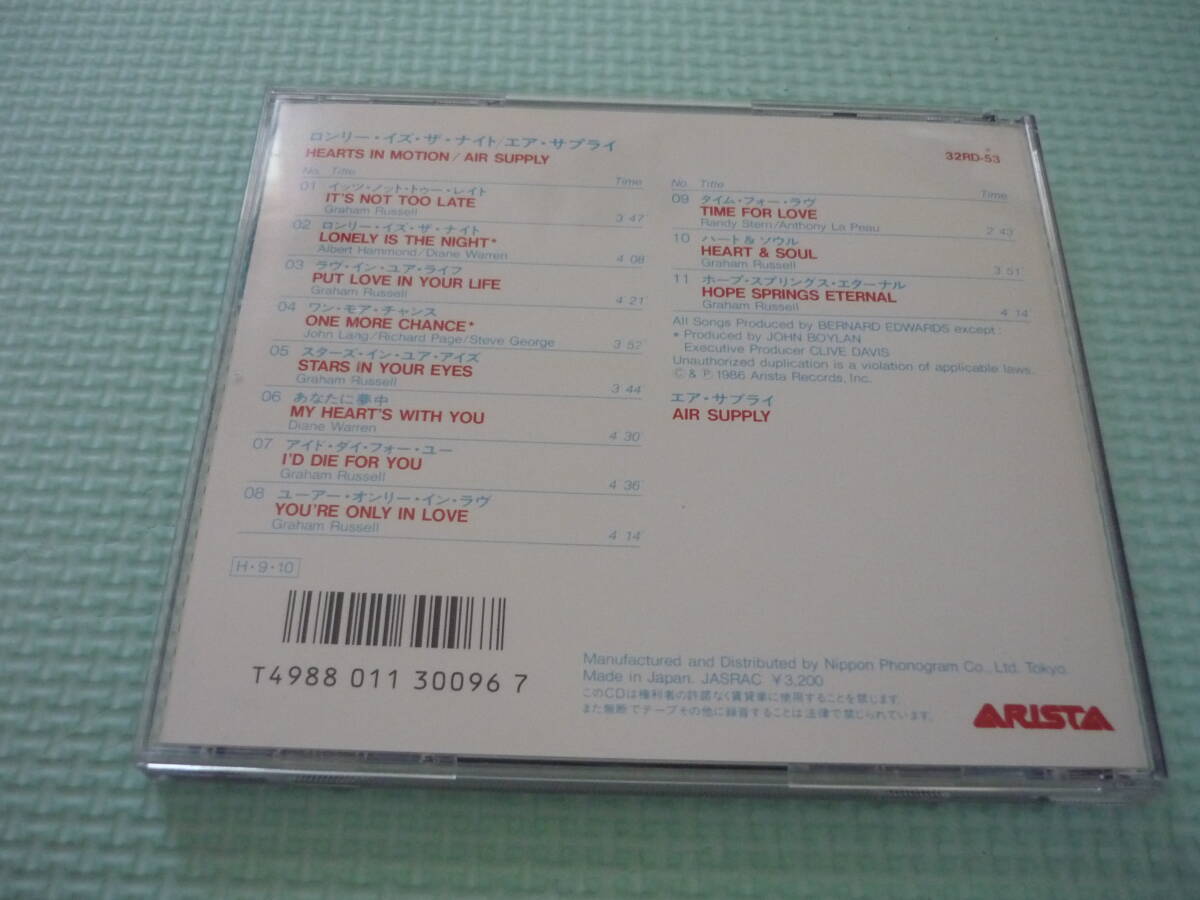 ロンリー・イズ・ザ・ナイト/エア・サプライ
HEARTS IN MOTION / AIR SUPPLY
32RD-53
No. Title Time
01 イッツ・ノット・トゥー・レイト
IT'S NOT TOO LATE
Graham Russell 3 47
02 ロンリー・イズ・ザ・ナイト
LONELY IS THE NIGHT*
Albert Hammond/Diane Warren 4 08
03 ラヴ・イン・ユア・ライフ
PUT LOVE IN YOUR LIFE
Graham Russell 4 21
04 ワン・モア・チャンス
ONE MORE CHANCE*
John Lang/Richard Page/Steve George 3 52
05 スターズ・イン・ユア・アイズ
STARS IN YOUR EYES
Graham Russell 3 44
06 あなたに夢中
MY HEART'S WITH YOU
Diane Warren 4 30
07 アイド・ダイ・フォー・ユー
I'D DIE FOR YOU
Graham Russell 4 36
08 ユーアー・オンリー・イン・ラヴ
YOU'RE ONLY IN LOVE
Graham Russell 4 14
No. Title Time
09 タイム・フォー・ラヴ
TIME FOR LOVE
Randy Stern/Anthony La Peau 2 43
10 ハート&ソウル
HEART & SOUL
Graham Russell 3 51
11 ホープ・スプリングス・エターナル
HOPE SPRINGS ETERNAL
Graham Russell 4 14
All Songs Produced by BERNARD EDWARDS except :
* Produced by JOHN BOYLAN
Executive Producer CLIVE DAVIS
Unauthorized duplication is a violation of applicable laws.
© & ℗ 1986 Arista Records, Inc.
エア・サプライ
AIR SUPPLY
H・9・10
T4988 011 30096 7
Manufactured and Distributed by Nippon Phonogram Co., Ltd. Tokyo.
Made in Japan. JASRAC ¥3,200
このCDは権利者の許諾なく賃貸業に使用することを禁じます。
また無断でテープその他に録音することは法律で禁じられています。
ARISTA